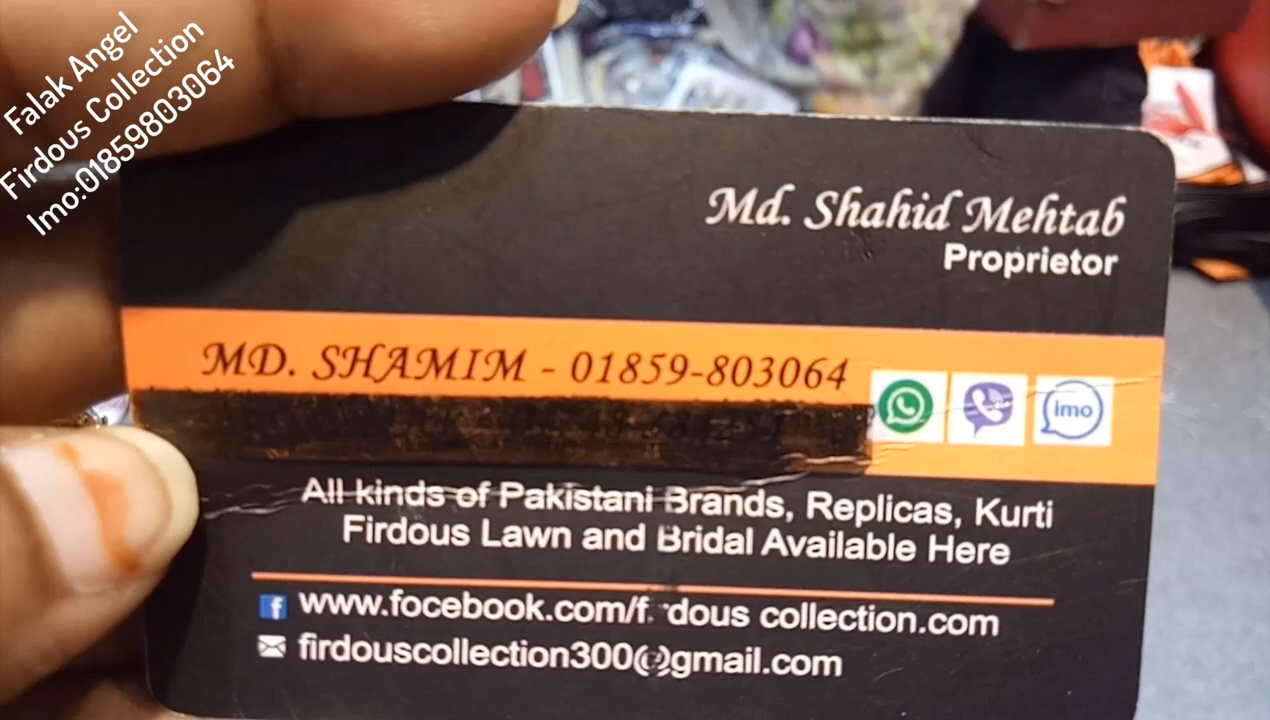 Falak Angel
Firdous Collection
Imo:01859803064
Md. Shahid Mehtab
Proprietor
MD. SHAMIM - 01859-803064
imo
All kinds of Pakistani Brands, Replicas, Kurti
Firdous Lawn and Bridal Available Here
f www.focebook.com/f dous collection.com
firdouscollection300@gmail.com